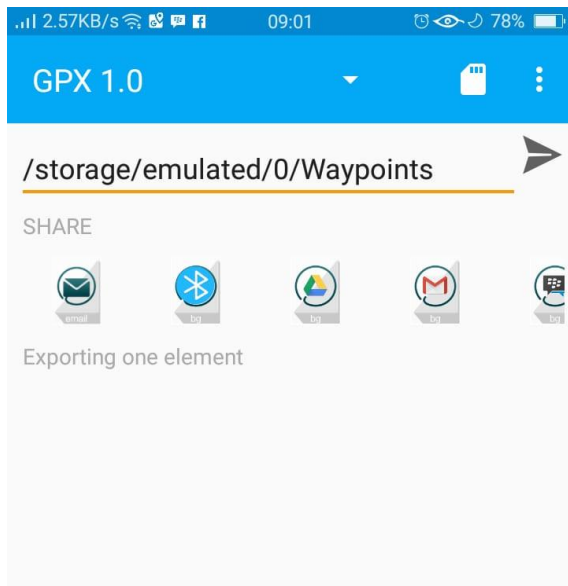 2.57KB/s 09:01 78%
GPX 1.0
/storage/emulated/0/Waypoints
SHARE
email bg bg bg bg
Exporting one element